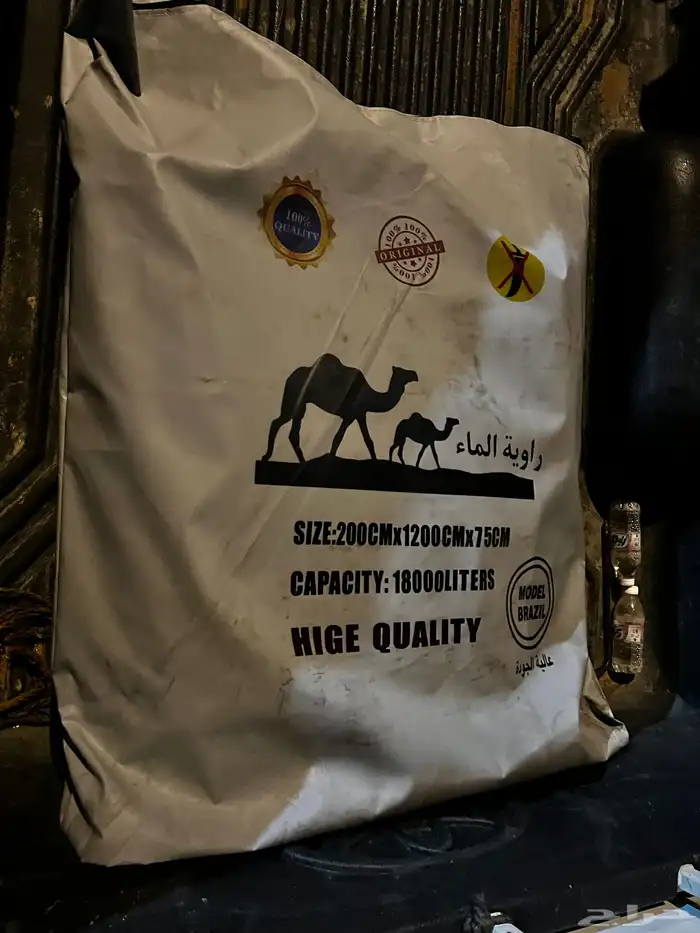 100%
QUALITY
100% 100%
ORIGINAL
100% 100%
راوية الماء
SIZE:200CMx1200CMx75CM
CAPACITY: 18000LITERS
MODEL
BRAZIL
HIGE QUALITY
عالية الجودة
حراج